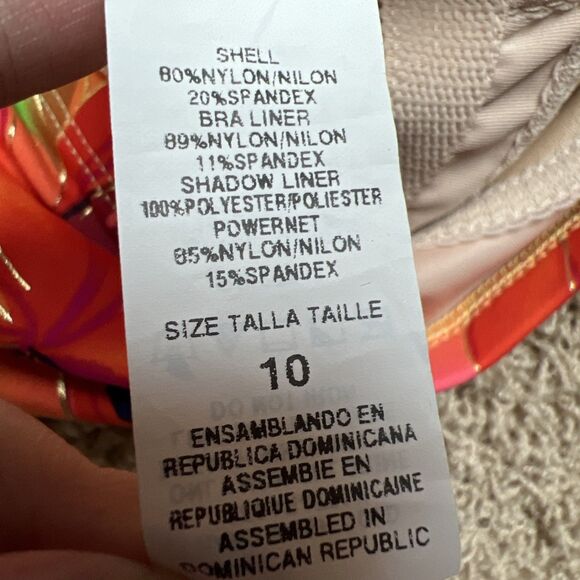 SHELL
80%NYLON/NILON
20%SPANDEX
BRA LINER
89%NYLON/NILON
11%SPANDEX
SHADOW LINER
100%POLYESTER/POLIESTER
POWERNET
85%NYLON/NILON
15%SPANDEX
SIZE TALLA TAILLE
10
ENSAMBLANDO EN
REPUBLICA DOMINICANA
ASSEMBIE EN
REPUBLIQIUE DOMINICAINE
ASSEMBLED IN
DOMINICAN REPUBLIC